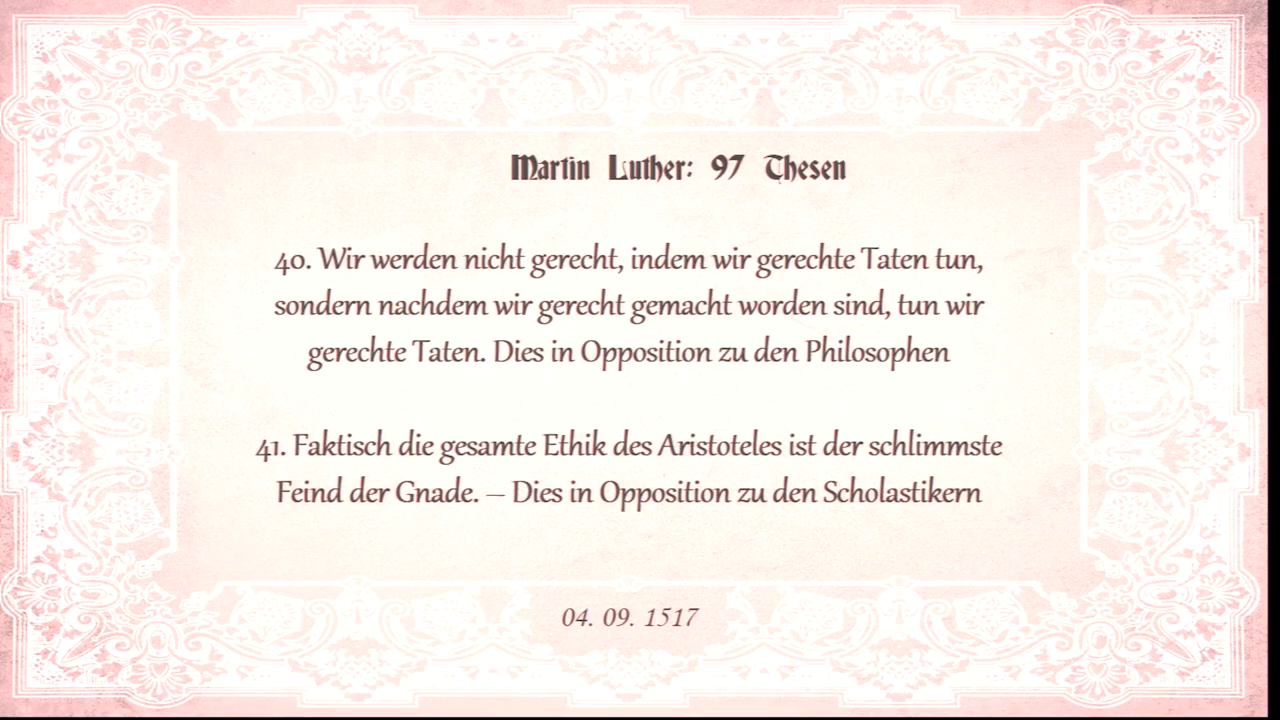 Martin Luther: 97 Thesen
40. Wir werden nicht gerecht, indem wir gerechte Taten tun,
sondern nachdem wir gerecht gemacht worden sind, tun wir
gerechte Taten. Dies in Opposition zu den Philosophen
41. Faktisch die gesamte Ethik des Aristoteles ist der schlimmste
Feind der Gnade. – Dies in Opposition zu den Scholastikern
04. 09. 1517